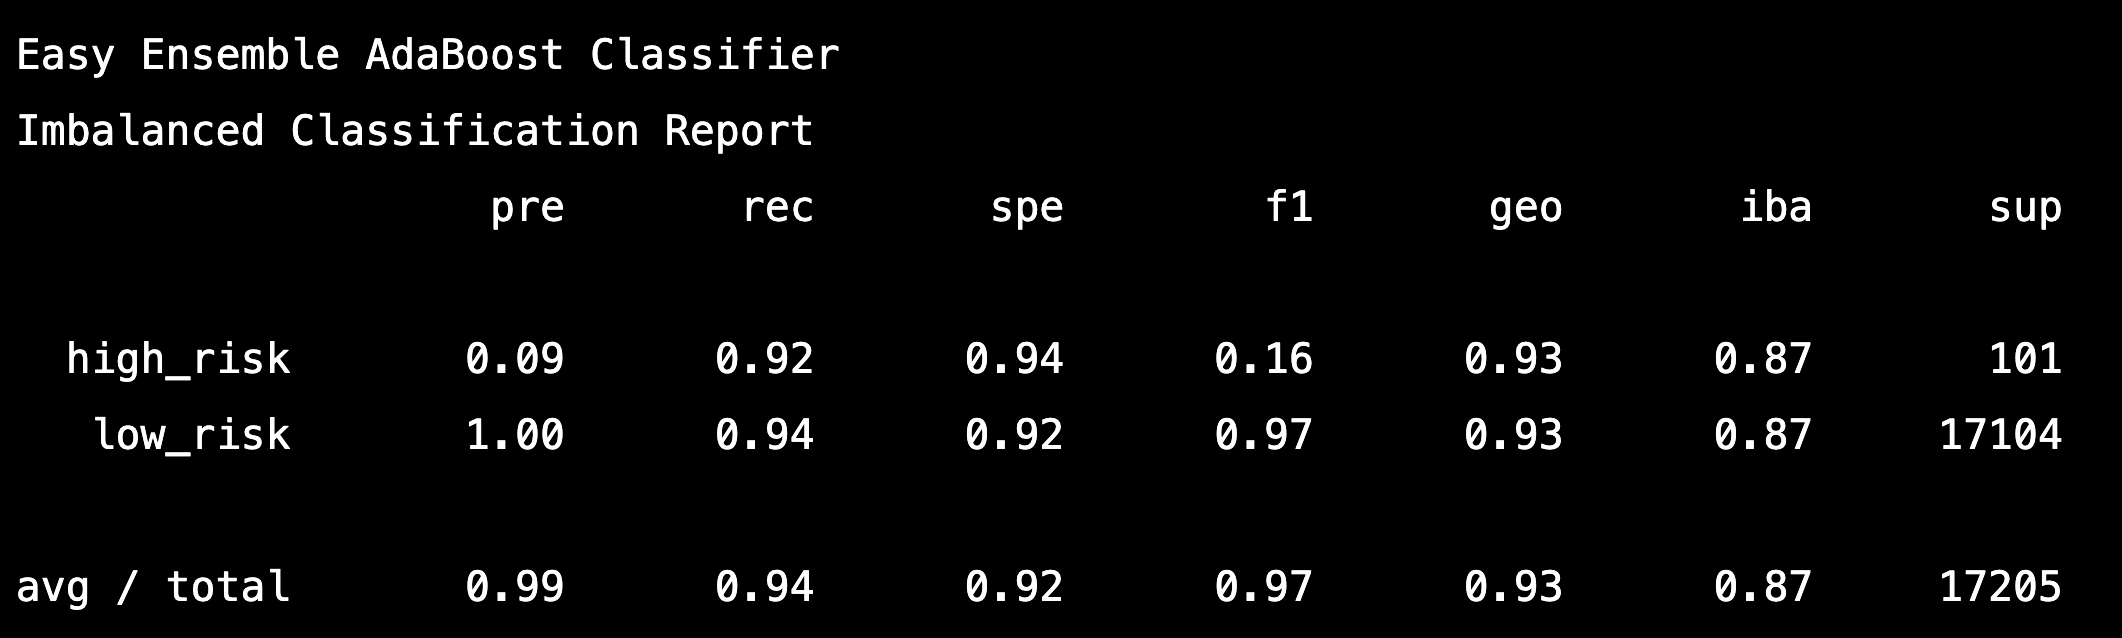 Easy Ensemble AdaBoost Classifier
Imbalanced Classification Report
pre rec spe f1 geo iba sup
high_risk 0.09 0.92 0.94 0.16 0.93 0.87 101
low_risk 1.00 0.94 0.92 0.97 0.93 0.87 17104
avg / total 0.99 0.94 0.92 0.97 0.93 0.87 17205